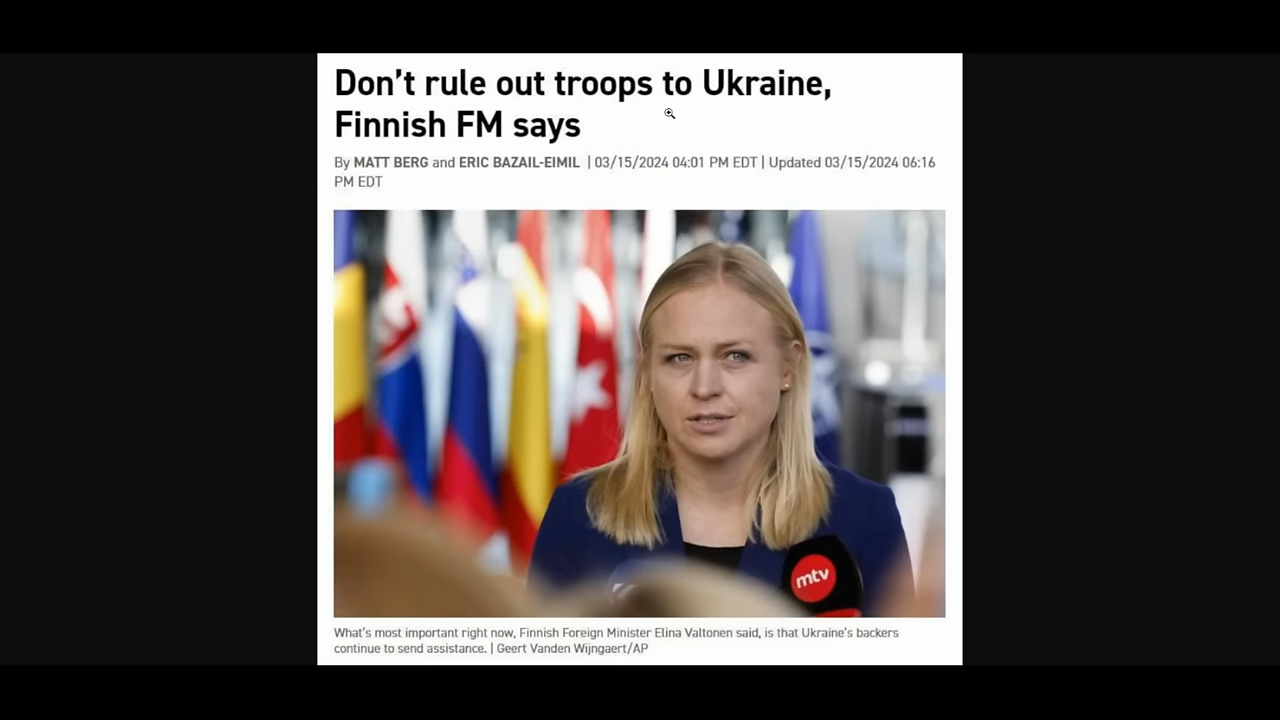 Don’t rule out troops to Ukraine,
Finnish FM says
By MATT BERG and ERIC BAZAIL-EIMIL | 03/15/2024 04:01 PM EDT | Updated 03/15/2024 06:16
PM EDT
mtv
What’s most important right now, Finnish Foreign Minister Elina Valtonen said, is that Ukraine’s backers
continue to send assistance. | Geert Vanden Wijngaert/AP